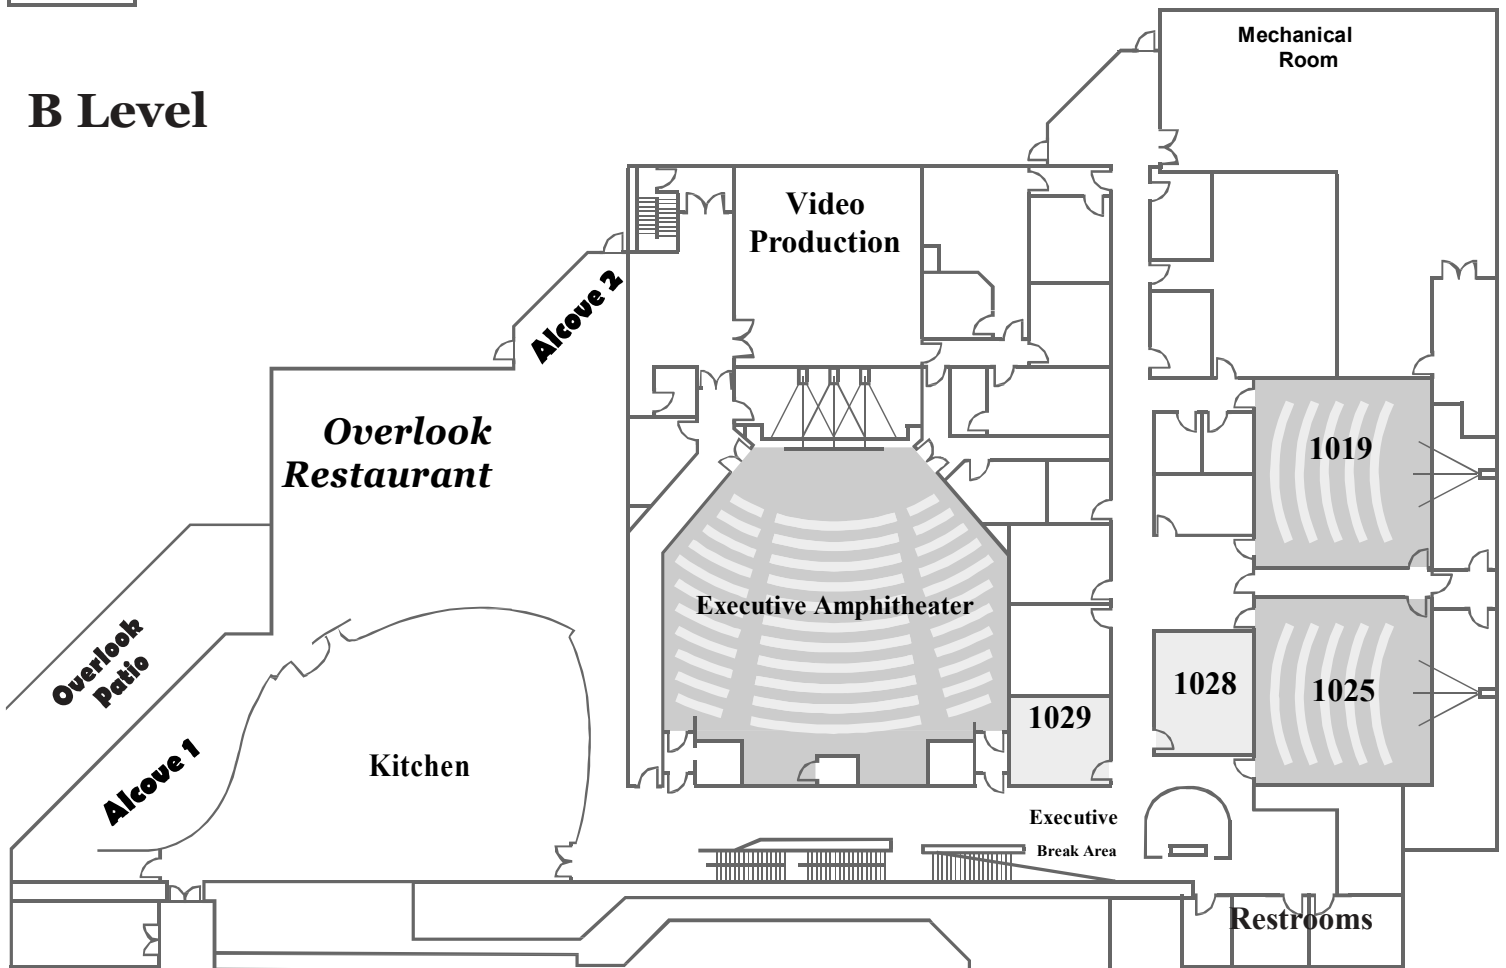 Mechanical
Room
B Level
Video
Production
Alcove 2
Overlook
Restaurant
1019
Executive Amphitheater
Overlook
Patio
1028
1025
1029
Alcove 1
Kitchen
Executive
Break Area
Restrooms